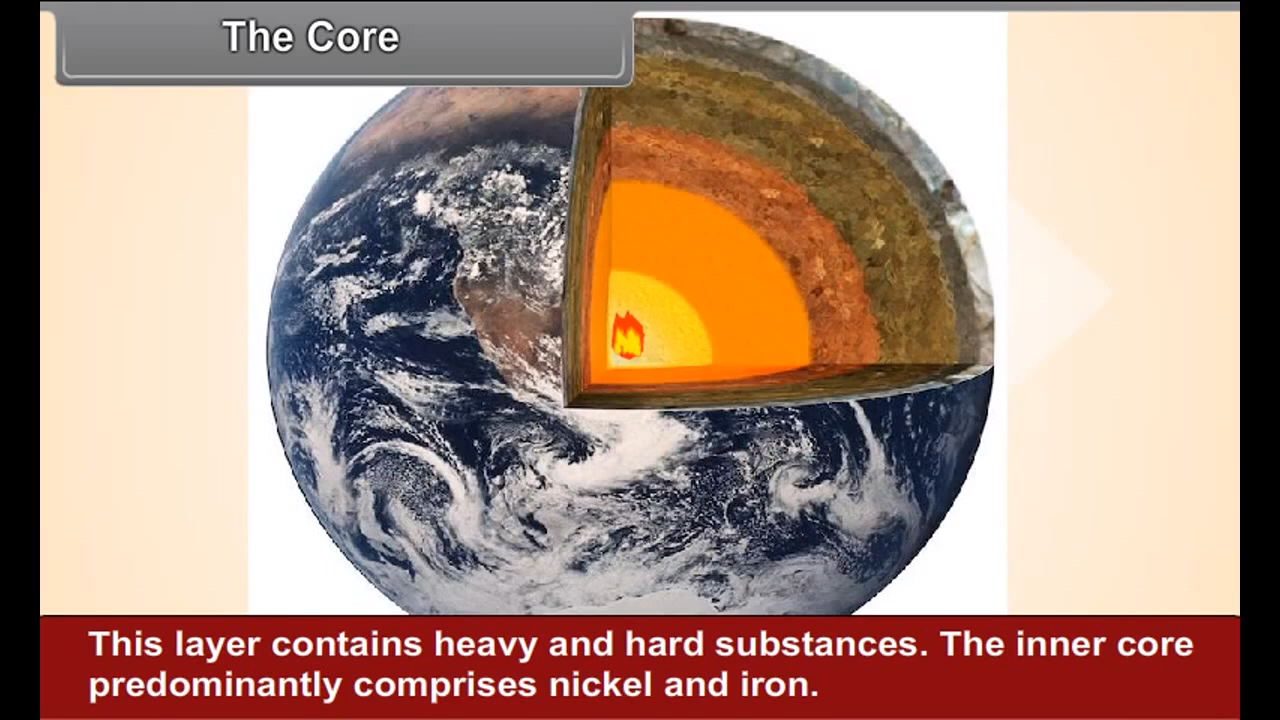 The Core
This layer contains heavy and hard substances. The inner core
predominantly comprises nickel and iron.